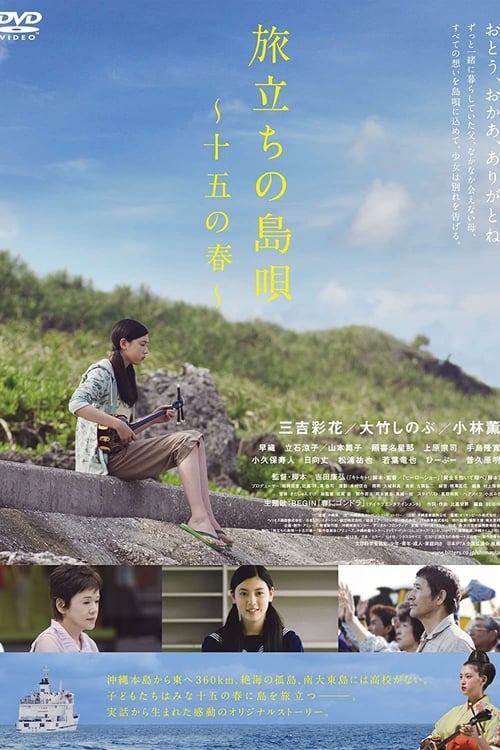 DVD
VIDEO
おとう、おかあ、ありがとね
ずっと一緒に暮らしていた父、なかなか会えない母、
すべての想いを島唄に込めて、少女は別れを告げる。
旅立ちの島唄
～十五の春～
三吉彩花／大竹しのぶ／小林薫
早織 立石涼子／山本舞子 照喜名星那 上原宗司 手島隆寛
小久保寿人 日向丈 松浦祐也 若葉竜也 ひーぷー 普久原明
監督・脚本＝吉田康弘
主題歌：BEGIN「春にゴンドラ」
沖縄本島から東へ360km、絶海の孤島、南大東島には高校がない。
子どもたちはみな十五の春に島を旅立つ———。
実話から生まれた感動のオリジナルストーリー。